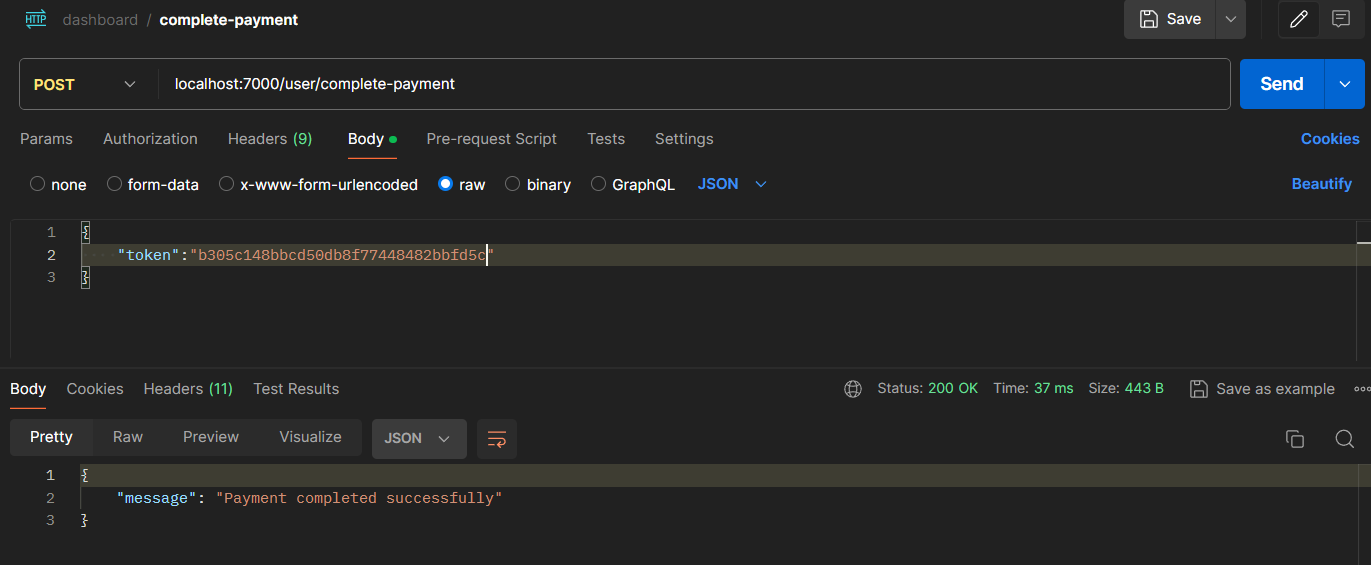 HTTP dashboard / complete-payment Save
POST localhost:7000/user/complete-payment Send
Params Authorization Headers (9) Body Pre-request Script Tests Settings Cookies
none form-data x-www-form-urlencoded raw binary GraphQL JSON Beautify
1 {
2 "token":"b305c148bbcd50db8f77448482bbfd5c"
3 }
Body Cookies Headers (11) Test Results Status: 200 OK Time: 37 ms Size: 443 B Save as example
Pretty Raw Preview Visualize JSON
1 {
2 "message": "Payment completed successfully"
3 }